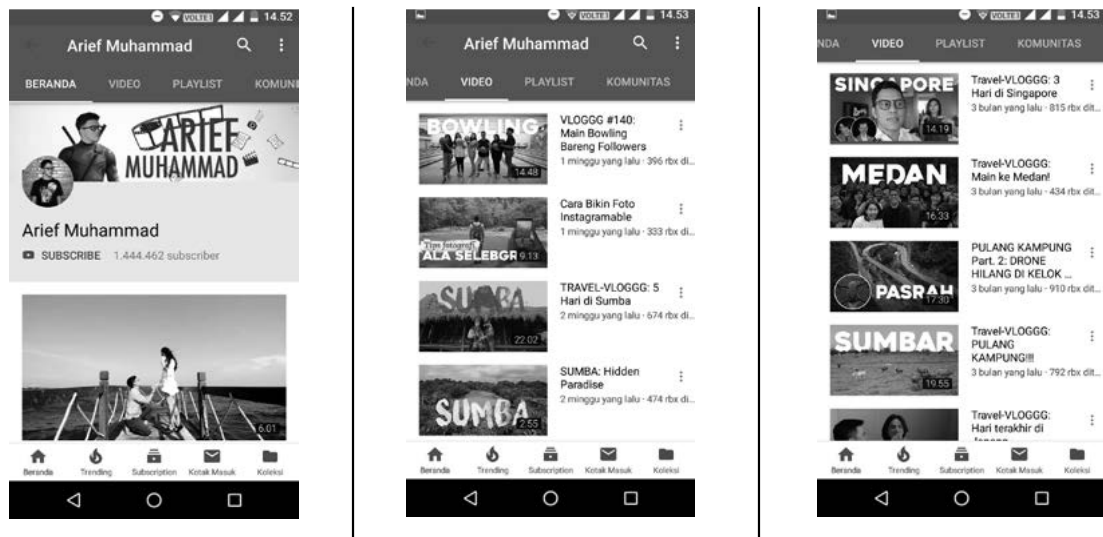 VOLTE1 14.52
Arief Muhammad
BERANDA VIDEO PLAYLIST KOMUNI
ARIEF
MUHAMMAD
Arief Muhammad
SUBSCRIBE 1.444.462 subscriber
6.01
Beranda Trending Subscription Kotak Masuk Koleksi
VOLTE1 14.53
Arief Muhammad
NDA VIDEO PLAYLIST KOMUNITAS
BOWLING
14.48
VLOGGG #140:
Main Bowling
Bareng Followers
1 minggu yang lalu · 396 rbx di...
Tips fotografi
ALA SELEBGR
9.13
Cara Bikin Foto
Instagramable
1 minggu yang lalu · 333 rbx di...
SUMBA
22.02
TRAVEL-VLOGGG: 5
Hari di Sumba
2 minggu yang lalu · 674 rbx di...
SUMBA
2.55
SUMBA: Hidden
Paradise
2 minggu yang lalu · 474 rbx di...
Beranda Trending Subscription Kotak Masuk Koleksi
VOLTE1 14.53
NDA VIDEO PLAYLIST KOMUNITAS
SINGAPORE
14.19
Travel-VLOGGG: 3
Hari di Singapore
3 bulan yang lalu · 815 rbx dit...
MEDAN
16.33
Travel-VLOGGG:
Main ke Medan!
3 bulan yang lalu · 434 rbx dit...
PASRAH
17.30
PULANG KAMPUNG
Part. 2: DRONE
HILANG DI KELOK ...
3 bulan yang lalu · 910 rbx dit...
SUMBAR
19.55
Travel-VLOGGG:
PULANG
KAMPUNG!!!
3 bulan yang lalu · 792 rbx dit...
Travel-VLOGGG:
Hari terakhir di
Beranda Trending Subscription Kotak Masuk Koleksi